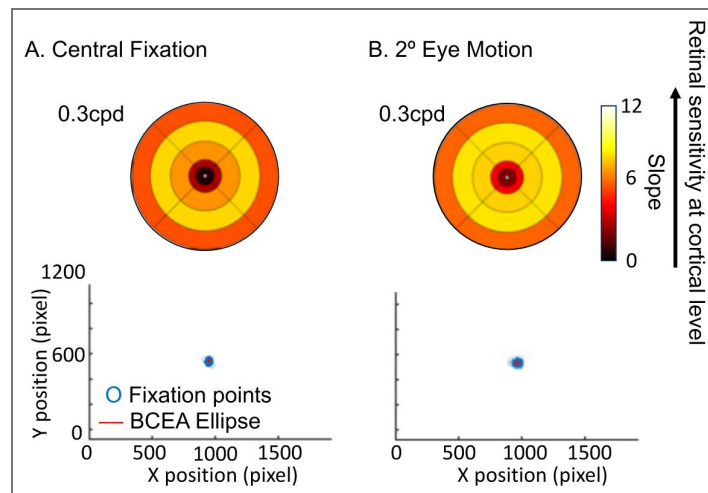 A. Central Fixation
B. 2º Eye Motion
0.3cpd
0.3cpd
12
6
0
Slope
Retinal sensitivity at cortical level
1200
600
0
Y position (pixel)
O Fixation points
BCEA Ellipse
0 500 1000 1500
X position (pixel)
0 500 1000 1500
X position (pixel)